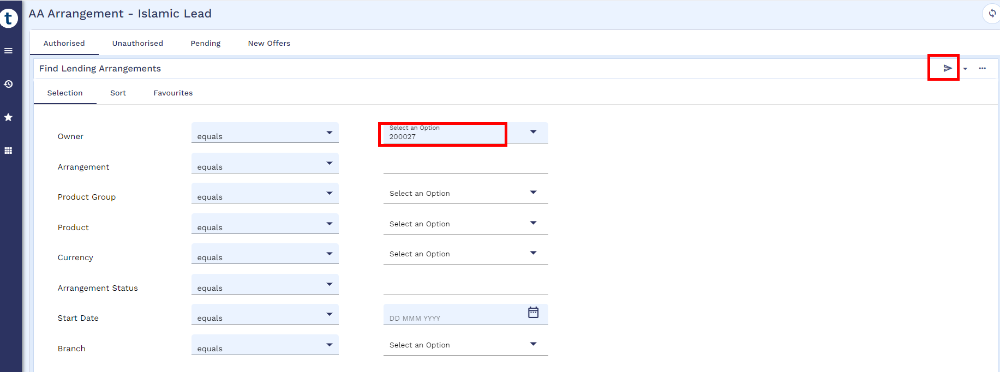 t
AA Arrangement - Islamic Lead
Authorised Unauthorised Pending New Offers
Find Lending Arrangements
Selection Sort Favourites
Select an Option
Owner equals 200027
Arrangement equals
Product Group equals Select an Option
Product equals Select an Option
Currency equals Select an Option
Arrangement Status equals
Start Date equals DD MMM YYYY
Branch equals Select an Option